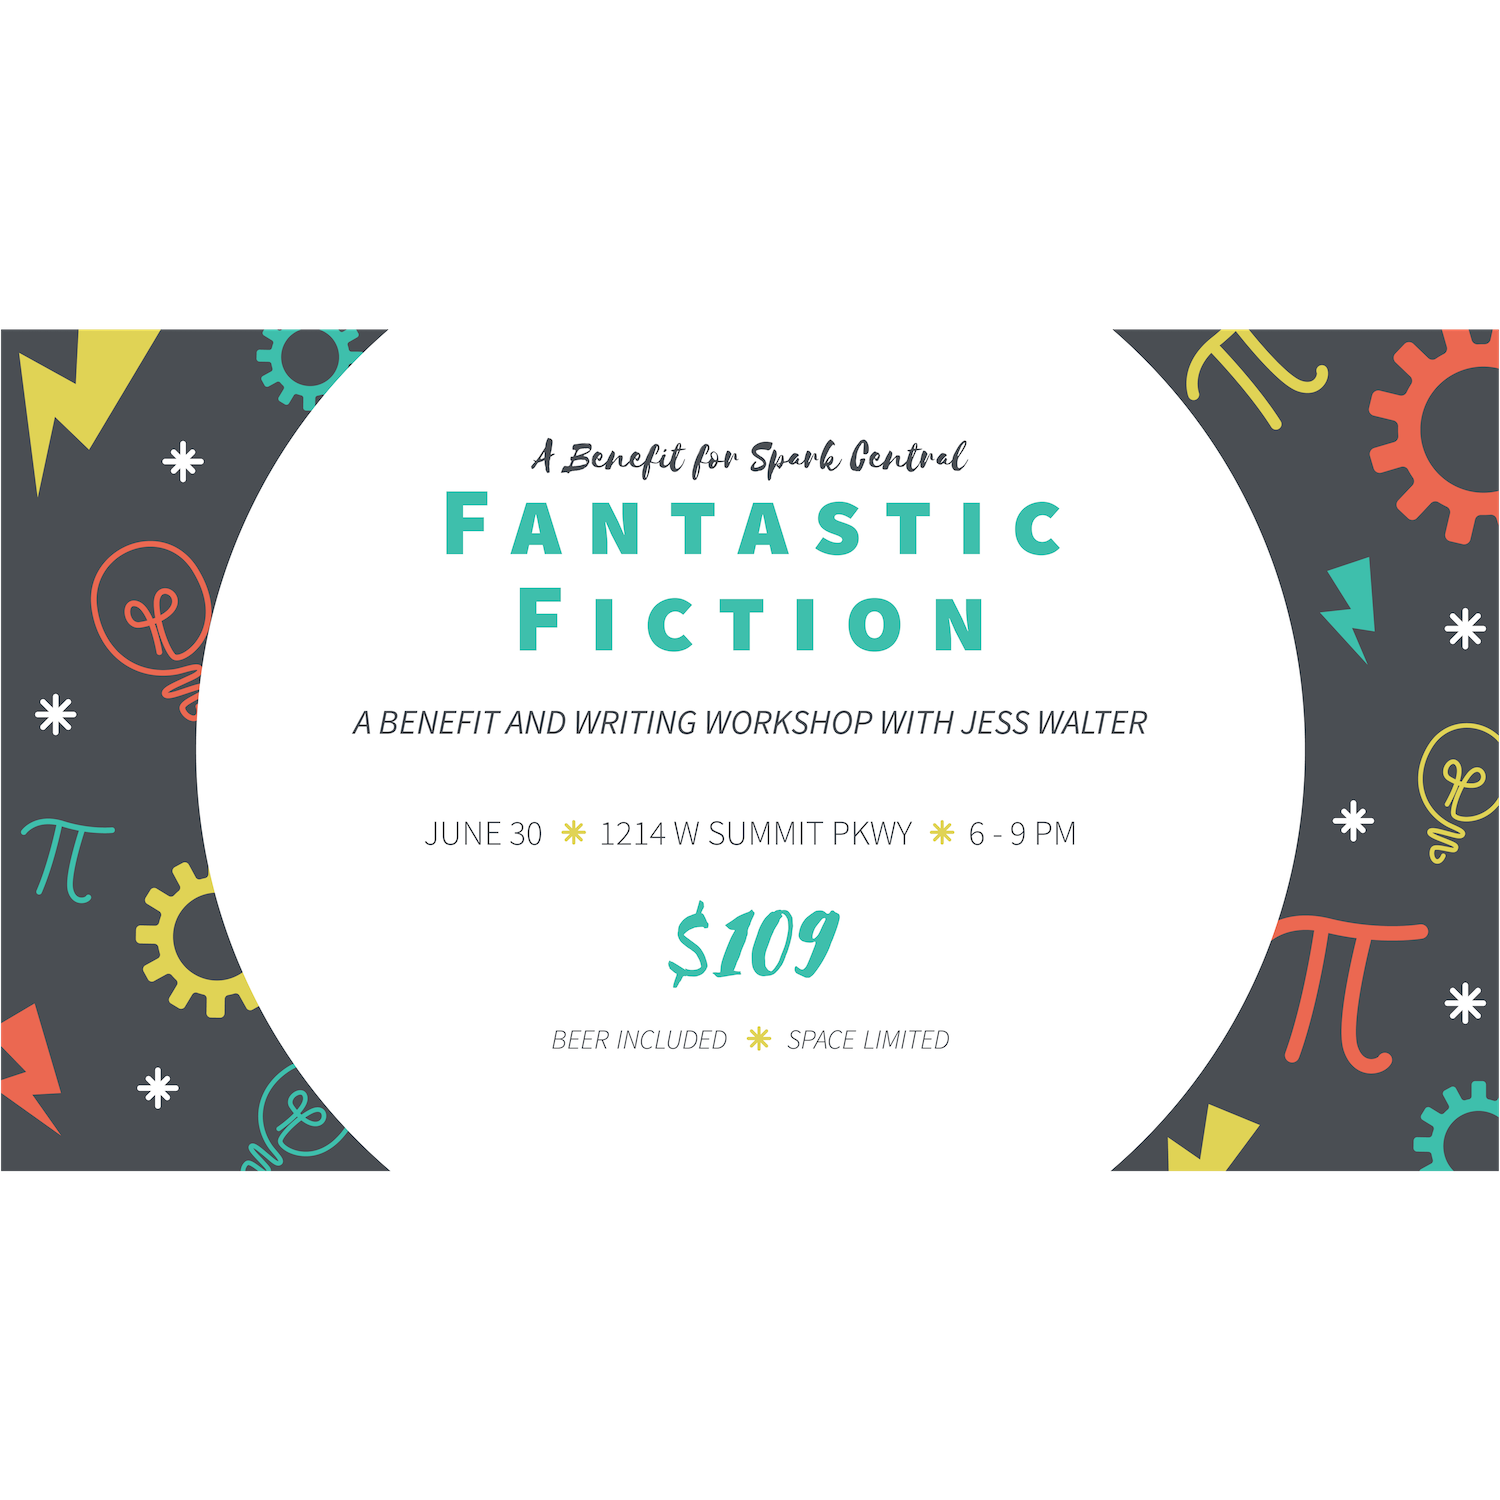 A Benefit for Spark Central
FANTASTIC
FICTION
A BENEFIT AND WRITING WORKSHOP WITH JESS WALTER
JUNE 30 * 1214 W SUMMIT PKWY * 6 - 9 PM
$109
BEER INCLUDED * SPACE LIMITED